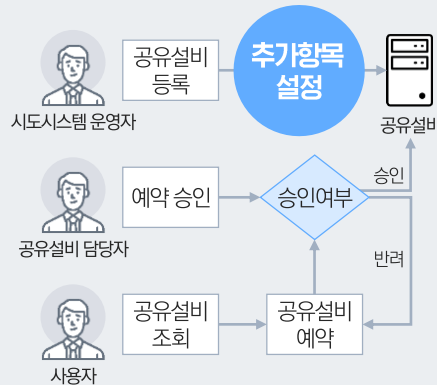 공유설비
등록
추가항목
설정
시도시스템 운영자
공유설비
승인
예약 승인
승인여부
공유설비 담당자
반려
공유설비
조회
공유설비
예약
사용자